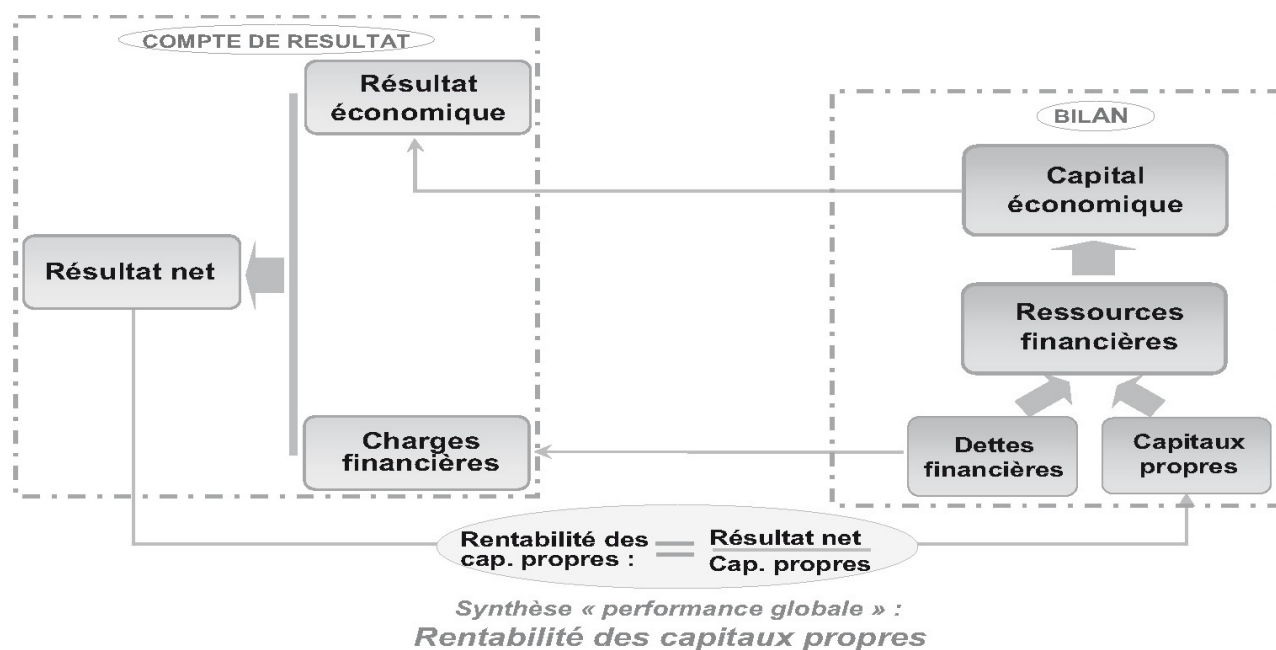 COMPTE DE RESULTAT
Résultat
économique
Résultat net
Charges
financières
BILAN
Capital
économique
Ressources
financières
Dettes
financières
Capitaux
propres
Rentabilité des
cap. propres :
=
Résultat net
Cap. propres
Synthèse « performance globale » :
Rentabilité des capitaux propres